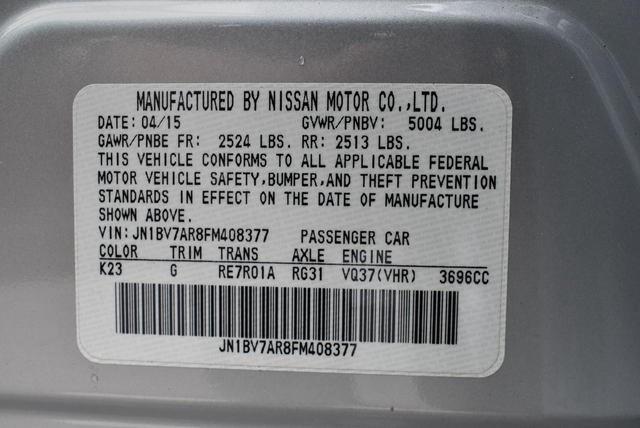 MANUFACTURED BY NISSAN MOTOR CO.,LTD.
DATE: 04/15 GVWR/PNBV: 5004 LBS.
GAWR/PNBE FR: 2524 LBS. RR: 2513 LBS.
THIS VEHICLE CONFORMS TO ALL APPLICABLE FEDERAL
MOTOR VEHICLE SAFETY,BUMPER,AND THEFT PREVENTION
STANDARDS IN EFFECT ON THE DATE OF MANUFACTURE
SHOWN ABOVE.
VIN: JN1BV7AR8FM408377 PASSENGER CAR
COLOR TRIM TRANS AXLE ENGINE
K23 G RE7R01A RG31 VQ37(VHR) 3696CC
JN1BV7AR8FM408377